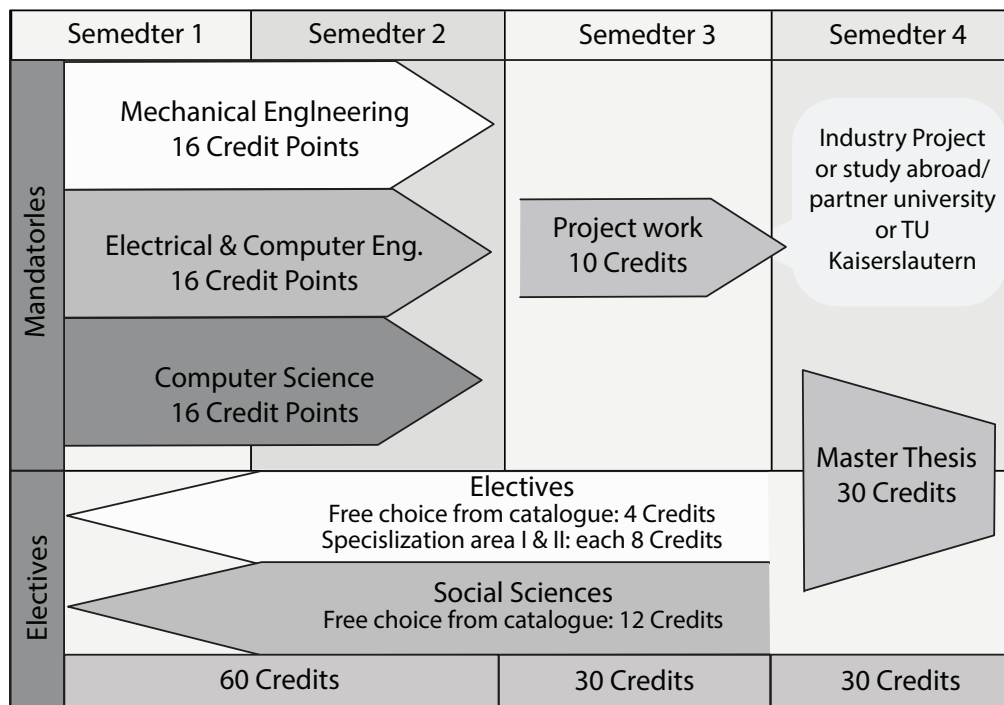 Semedter 1
Semedter 2
Semedter 3
Semedter 4
Mandatorles
Mechanical EnglneerIng
16 Credit Points
Electrical & Computer Eng.
16 Credit Points
Computer Science
16 Credit Points
Project work
10 Credits
Industry Project
or study abroad/
partner university
or TU
Kaiserslautern
Master Thesis
30 Credits
Electives
Electives
Free choice from catalogue: 4 Credits
Specislization area I & II: each 8 Credits
Social Sciences
Free choice from catalogue: 12 Credits
60 Credits
30 Credits
30 Credits